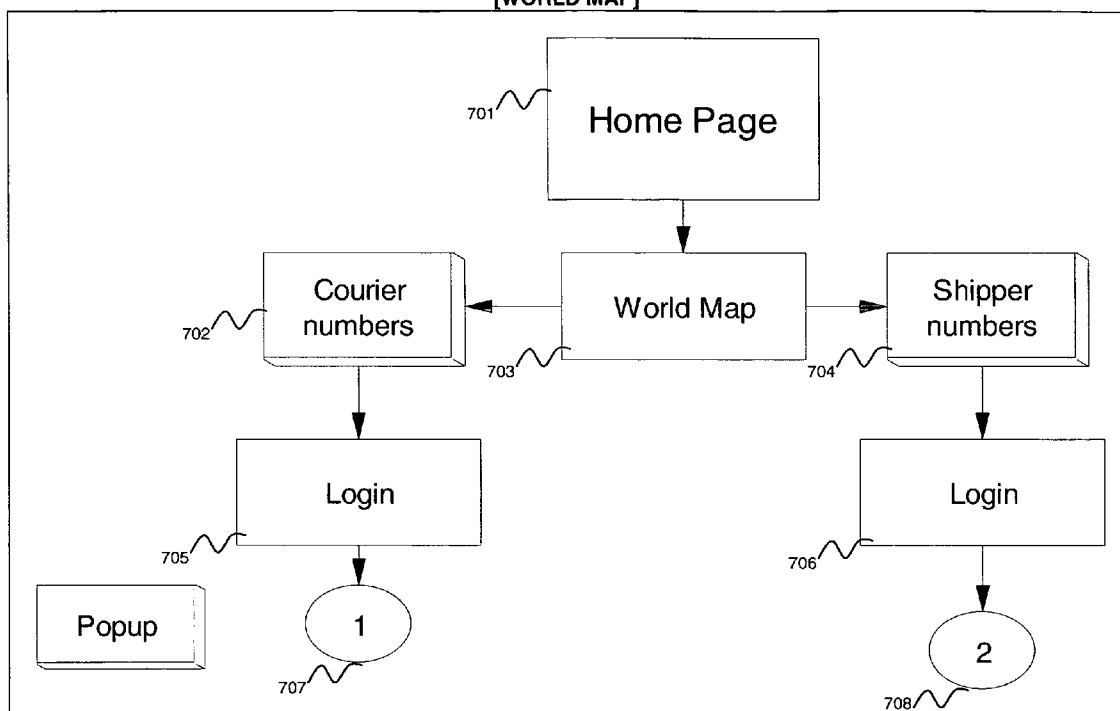 [WORLD MAP]
701
Home Page
Courier
numbers
702
World Map
703
Shipper
numbers
704
Login
705
Login
706
Popup
1
707
2
708